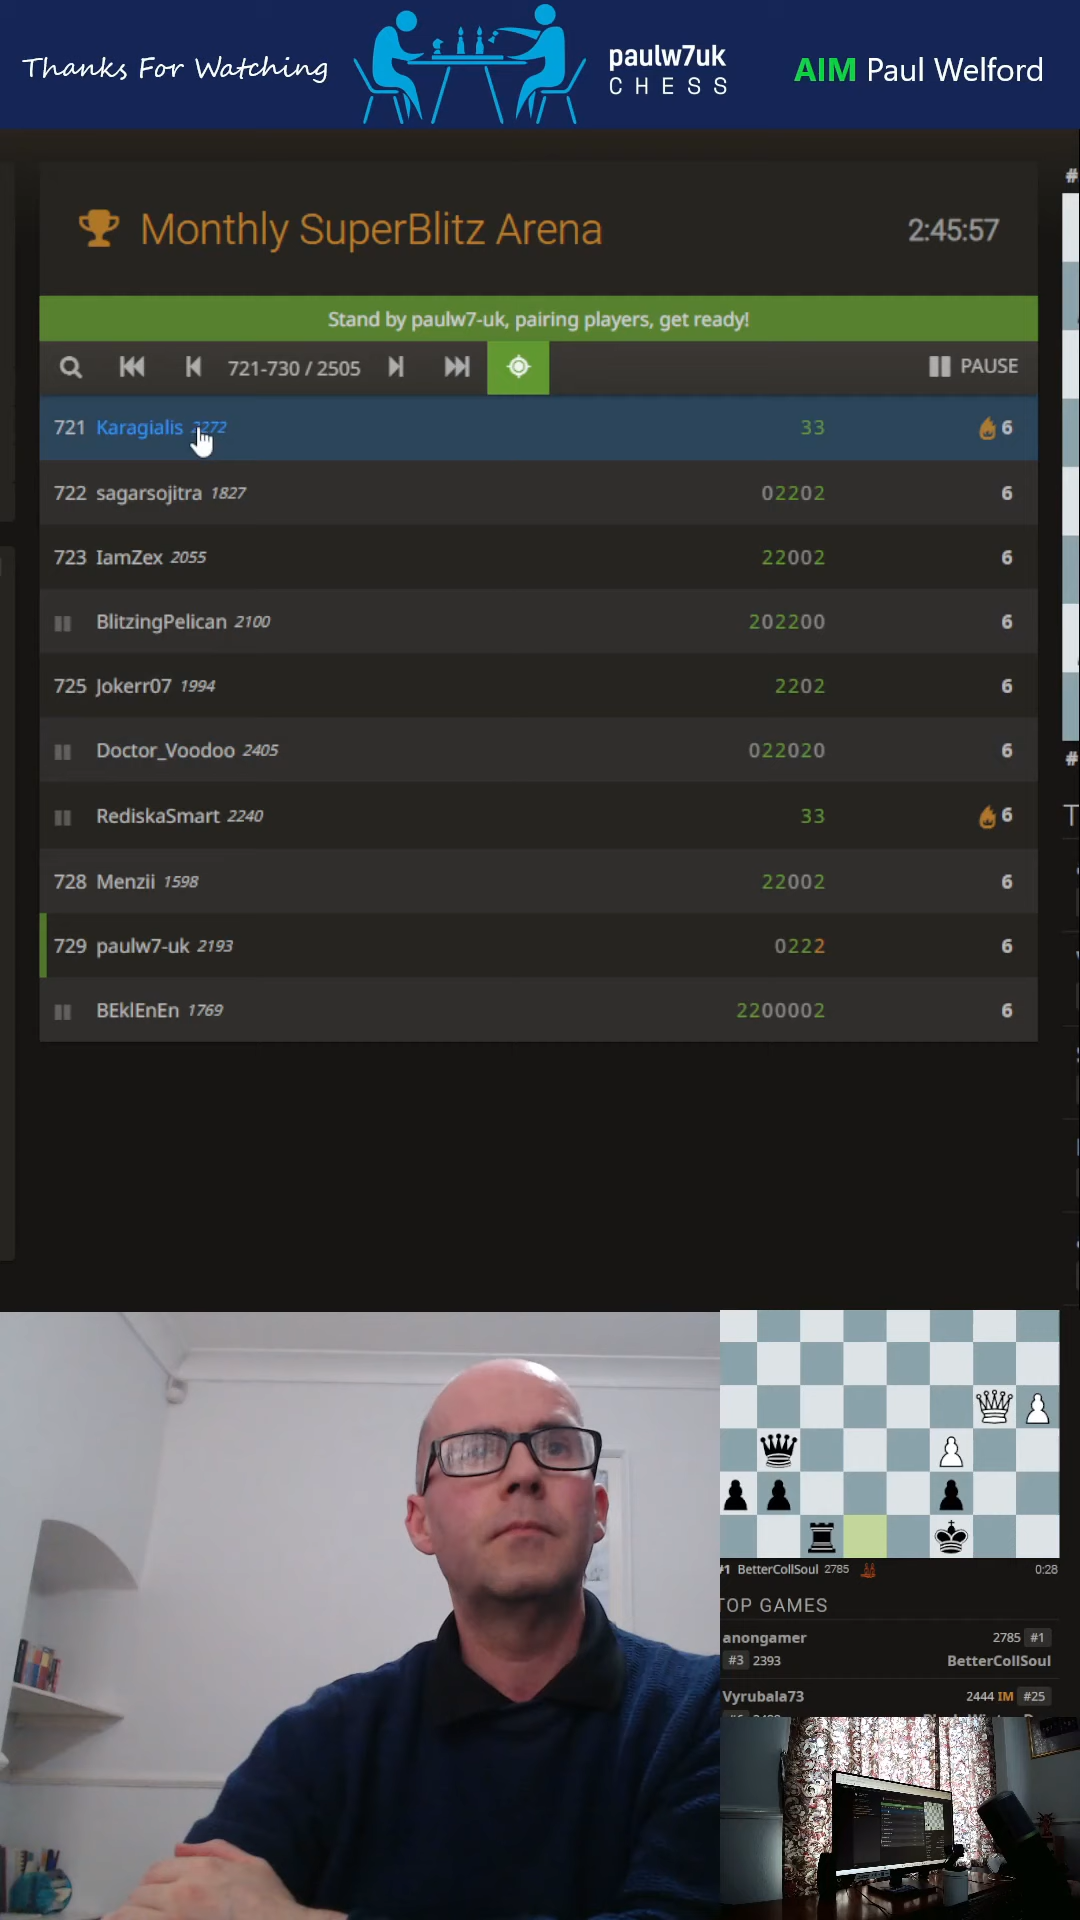 Thanks For Watching
paulw7uk
CHESS
AIM Paul Welford
Monthly SuperBlitz Arena
2:45:57
Stand by paulw7-uk, pairing players, get ready!
721-730 / 2505
PAUSE
721 Karagialis 33 6
722 sagarsojitra 1827 02202 6
723 IamZex 2055 22002 6
BlitzingPelican 2100 202200 6
725 Jokerr07 1994 2202 6
Doctor_Voodoo 2405 022020 6
RediskaSmart 2240 33 6
728 Menzii 1598 22002 6
729 paulw7-uk 2193 0222 6
BEklEnEn 1769 2200002 6
#
#
T
#1 BetterCollSoul 2785 0:28
TOP GAMES
anongamer 2785 #1
#3 2393 BetterCollSoul
Vyrubala73 2444 IM #25